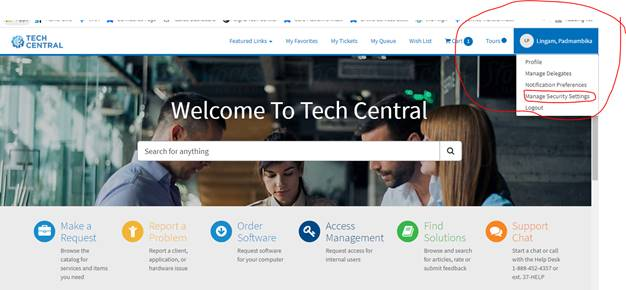 TECH
CENTRAL
Featured Links
My Favorites
My Tickets
My Queue
Wish List
Cart 1
Tours
LP Lingam, Padmambika
Profile
Manage Delegates
Notification Preferences
Manage Security Settings
Logout
Welcome To Tech Central
Search for anything
Make a
Request
Browse the
catalog for
services and items
you need
Report a
Problem
Report a client,
application, or
hardware issue
Order
Software
Request software
for your computer
Access
Management
Request access for
internal users
Find
Solutions
Browse and search
for articles, rate or
submit feedback
Support
Chat
Start a chat or call
with the Help Desk
1-888-452-4357 or
ext. 37-HELP